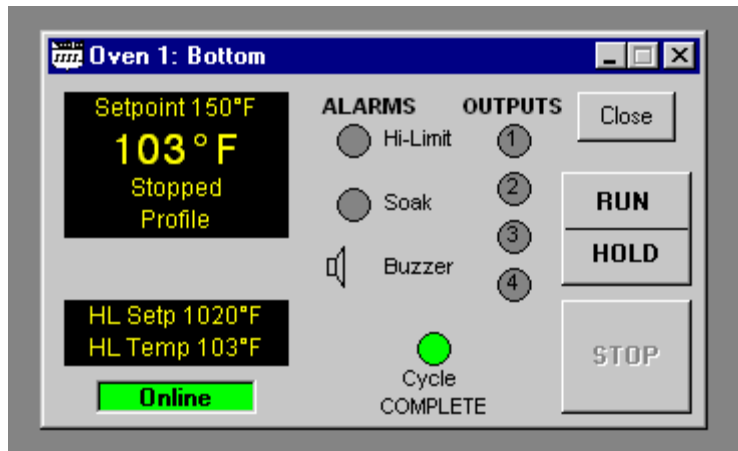 Oven 1: Bottom
Setpoint 150°F
103°F
Stopped
Profile
HL Setp 1020°F
HL Temp 103°F
Online
ALARMS
Hi-Limit
Soak
Buzzer
OUTPUTS
1
2
3
4
Cycle
COMPLETE
Close
RUN
HOLD
STOP